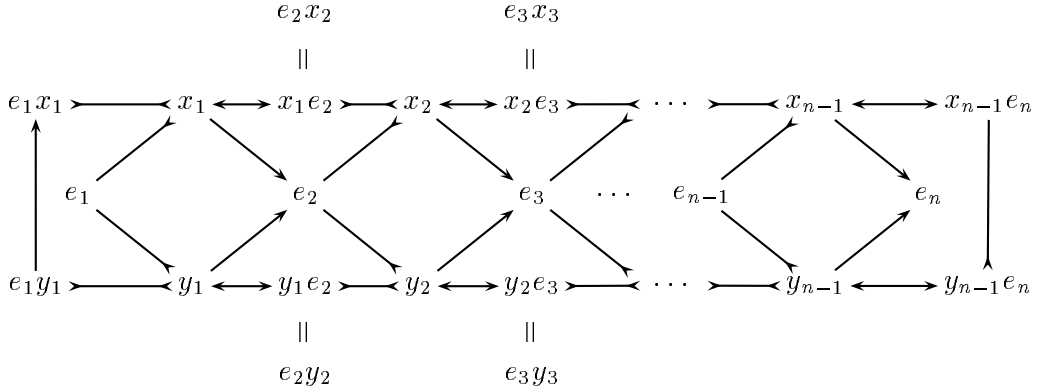 e₂x₂ e₃x₃
|| ||
e₁x₁ x₁ x₁e₂ x₂ x₂e₃ ··· xₙ₋₁ xₙ₋₁eₙ
e₁ e₂ e₃ ··· eₙ₋₁ eₙ
e₁y₁ y₁ y₁e₂ y₂ y₂e₃ ··· yₙ₋₁ yₙ₋₁eₙ
|| ||
e₂y₂ e₃y₃